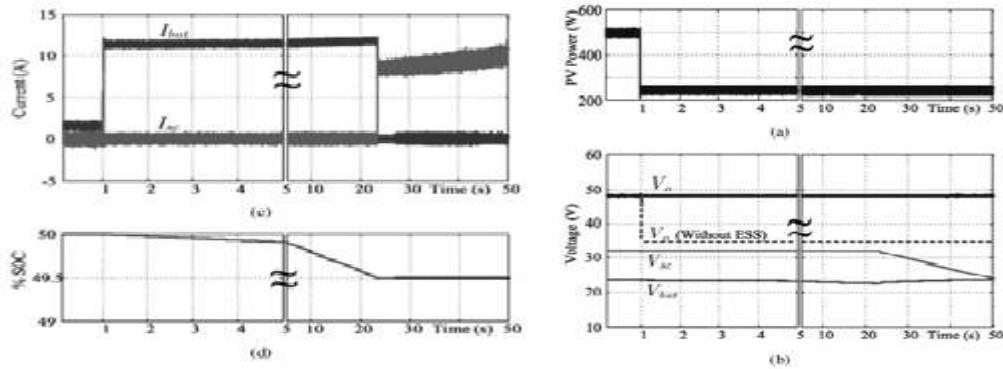 15
I_bat
10
Current (A)
5
I_sc
0
-5
1 2 3 4 5 10 20 30 Time (s) 50
(c)
50
% SOC
49.5
49
1 2 3 4 5 10 20 30 Time (s) 50
(d)
600
PV Power (W)
400
200
1 2 3 4 5 10 20 30 Time (s) 50
(a)
60
50
V_o
40
Voltage (V)
V_o (Without ESS)
30
V_sc
V_bat
20
10
1 2 3 4 5 10 20 30 Time (s) 50
(b)